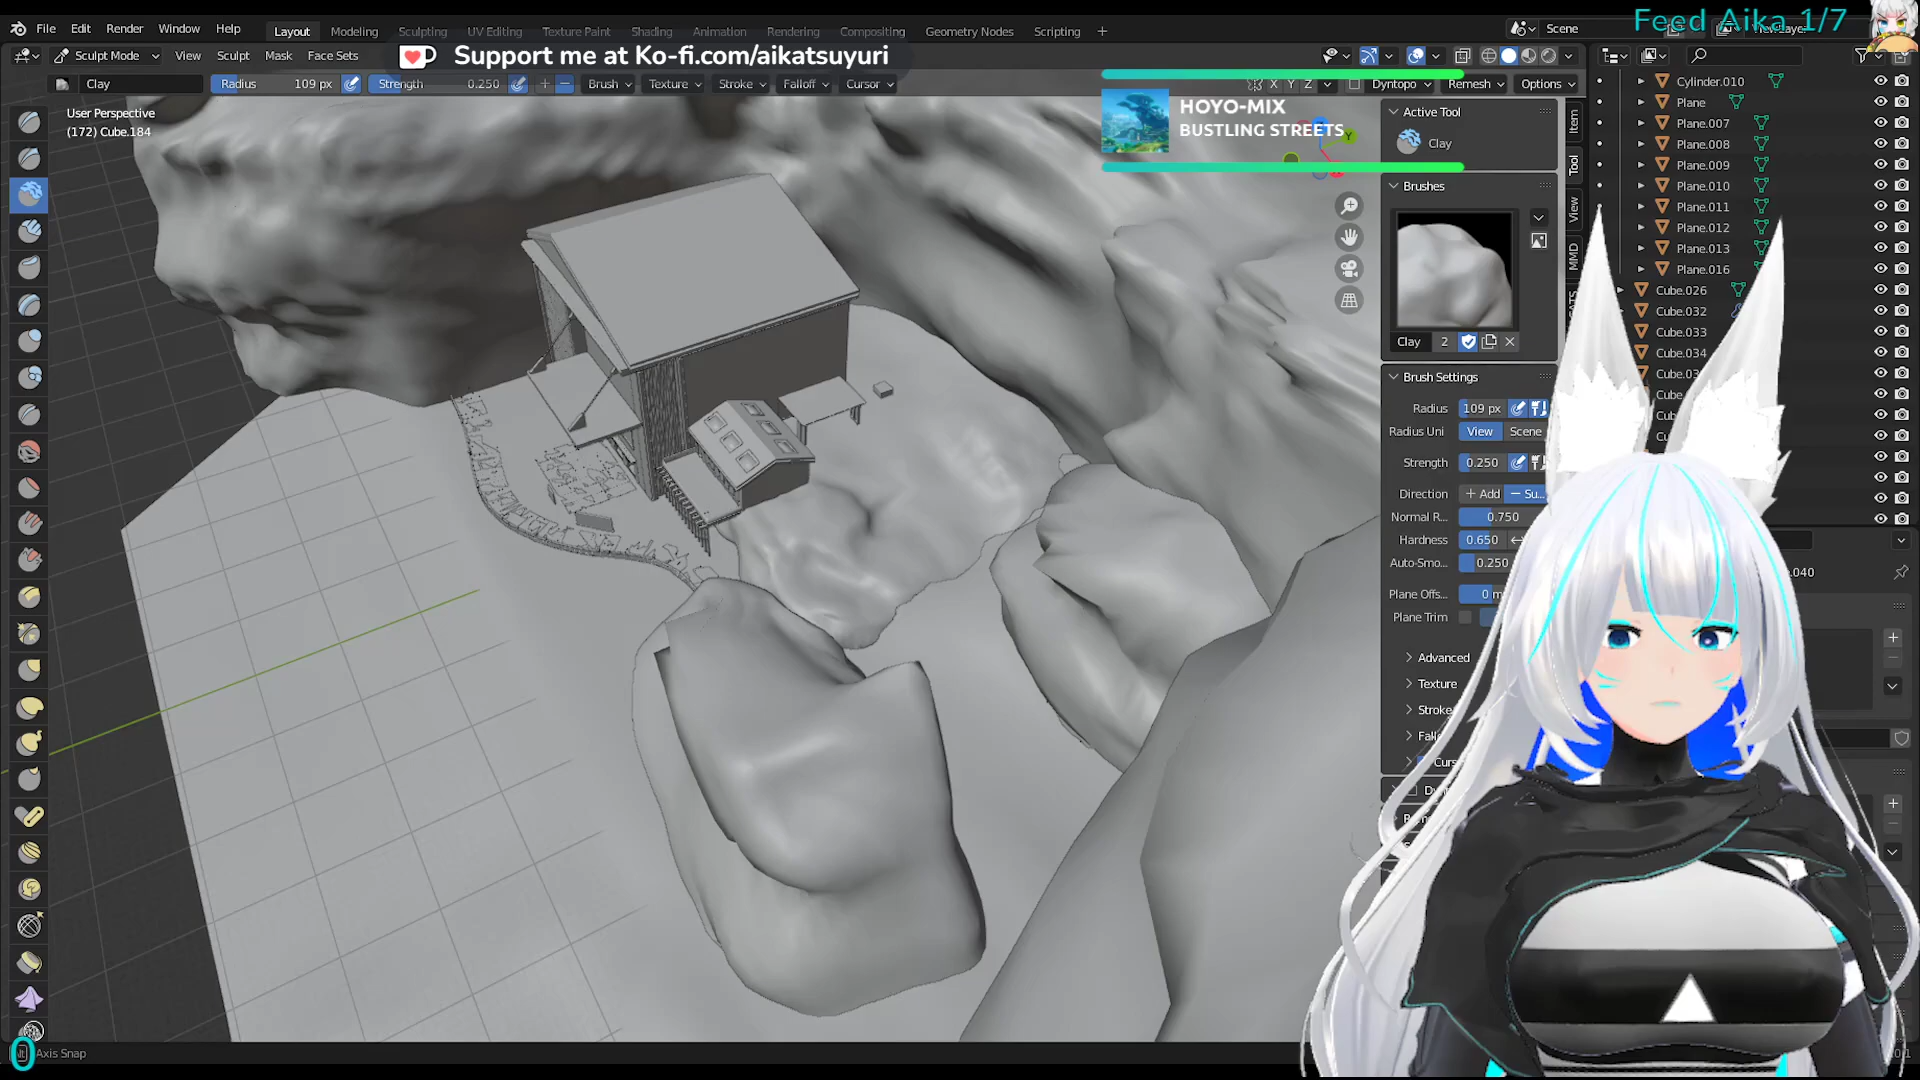 File Edit Render Window Help Layout Modeling Sculpting UV Editing Texture Paint Shading Animation Rendering Compositing Geometry Nodes Scripting + Scene
Feed Aika 1/7
Sculpt Mode View Sculpt Mask Face Sets
Support me at Ko-fi.com/aikatsuyuri
Clay Radius 109 px Strength 0.250 Brush Texture Stroke Falloff Cursor X Y Z Dyntopo Remesh Options
User Perspective
(172) Cube.184
HOYO-MIX
BUSTLING STREETS
Active Tool
Clay
Brushes
Clay 2
Brush Settings
Radius 109 px
Radius Uni View Scene
Strength 0.250
Direction + Add − Su...
Normal R... 0.750
Hardness 0.650
Auto-Smo... 0.250
Plane Offs... 0 m
Plane Trim
Advanced
Texture
Stroke
Item
Tool
View
MMD
Cylinder.010
Plane
Plane.007
Plane.008
Plane.009
Plane.010
Plane.011
Plane.012
Plane.013
Plane.016
Cube.026
Cube.032
Cube.033
Cube.034
.040
0
Axis Snap